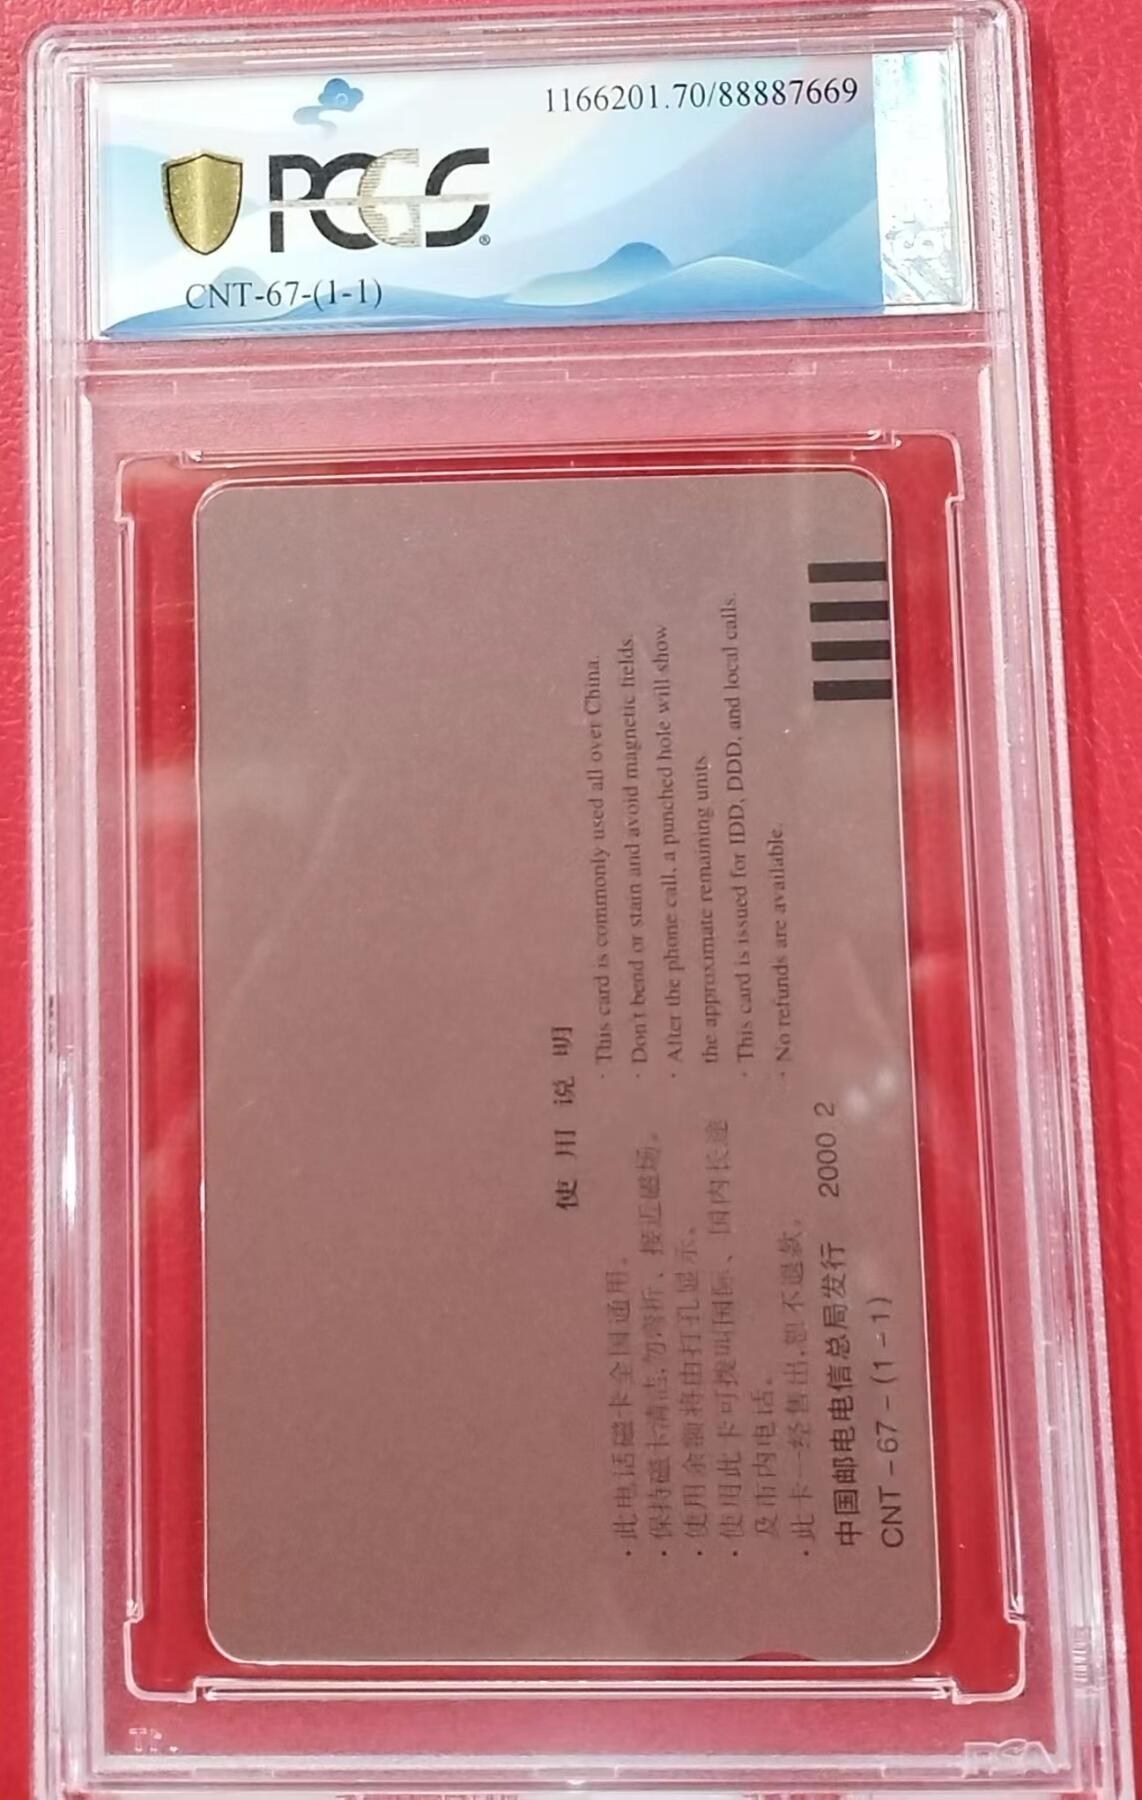 1166201.70/88887669
PCGS
CNT-67-(1-1)
使用说明
·此电话磁卡全国通用。
·保持磁卡清洁,勿弯折、接近磁场。
·使用余额将由打孔显示。
·使用此卡可拨叫国际、国内长途
及市内电话。
·此卡一经售出,恕不退款。
·This card is commonly used all over China.
·Don't bend or stain and avoid magnetic fields.
·After the phone call, a punched hole will show
the approximate remaining units.
·This card is issued for IDD, DDD, and local calls.
·No refunds are available.
中国邮电电信总局发行 2000 2
CNT-67-(1-1)